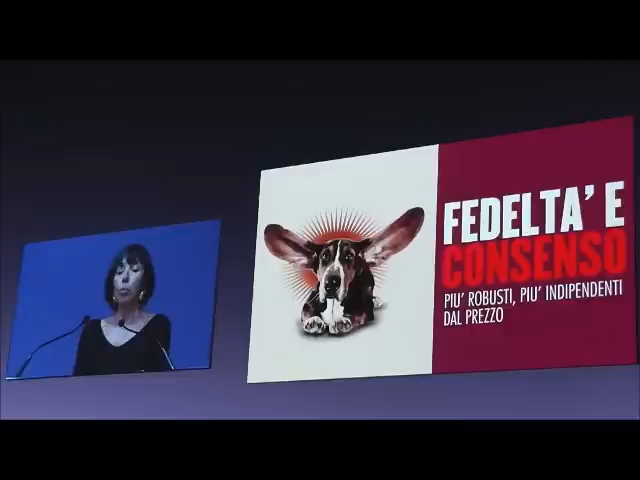 FEDELTA' E
CONSENSO
PIU' ROBUSTI, PIU' INDIPENDENTI
DAL PREZZO